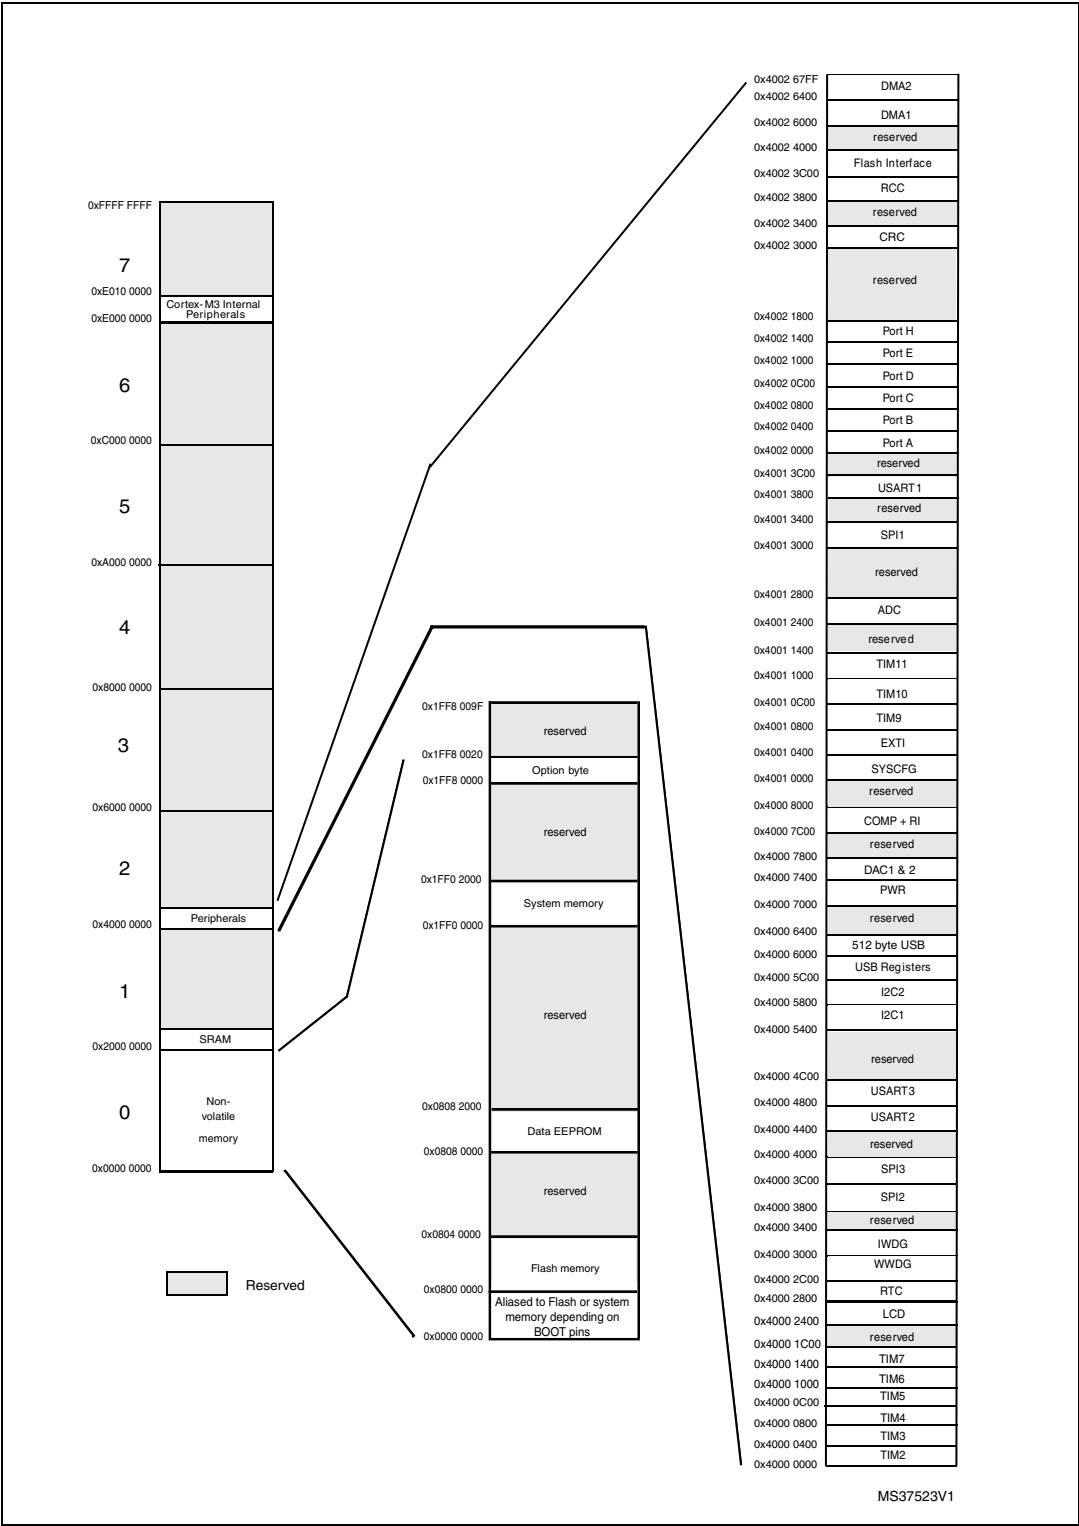 0xFFFF FFFF
7
0xE010 0000
Cortex-M3 Internal
Peripherals
0xE000 0000
6
0xC000 0000
5
0xA000 0000
4
0x8000 0000
3
0x6000 0000
2
Peripherals
0x4000 0000
1
SRAM
0x2000 0000
0
Non-
volatile
memory
0x0000 0000
Reserved
0x1FF8 009F
reserved
0x1FF8 0020
Option byte
0x1FF8 0000
reserved
0x1FF0 2000
System memory
0x1FF0 0000
reserved
0x0808 2000
Data EEPROM
0x0808 0000
reserved
0x0804 0000
Flash memory
0x0800 0000
Aliased to Flash or system
memory depending on
BOOT pins
0x0000 0000
0x4002 67FF
DMA2
0x4002 6400
DMA1
0x4002 6000
reserved
0x4002 4000
Flash Interface
0x4002 3C00
RCC
0x4002 3800
reserved
0x4002 3400
CRC
0x4002 3000
reserved
0x4002 1800
Port H
0x4002 1400
Port E
0x4002 1000
Port D
0x4002 0C00
Port C
0x4002 0800
Port B
0x4002 0400
Port A
0x4002 0000
reserved
0x4001 3C00
USART1
0x4001 3800
reserved
0x4001 3400
SPI1
0x4001 3000
reserved
0x4001 2800
ADC
0x4001 2400
reserved
0x4001 1400
TIM11
0x4001 1000
TIM10
0x4001 0C00
TIM9
0x4001 0800
EXTI
0x4001 0400
SYSCFG
0x4001 0000
reserved
0x4000 8000
COMP + RI
0x4000 7C00
reserved
0x4000 7800
DAC1 & 2
0x4000 7400
PWR
0x4000 7000
reserved
0x4000 6400
512 byte USB
0x4000 6000
USB Registers
0x4000 5C00
I2C2
0x4000 5800
I2C1
0x4000 5400
reserved
0x4000 4C00
USART3
0x4000 4800
USART2
0x4000 4400
reserved
0x4000 4000
SPI3
0x4000 3C00
SPI2
0x4000 3800
reserved
0x4000 3400
IWDG
0x4000 3000
WWDG
0x4000 2C00
RTC
0x4000 2800
LCD
0x4000 2400
reserved
0x4000 1C00
TIM7
0x4000 1400
TIM6
0x4000 1000
TIM5
0x4000 0C00
TIM4
0x4000 0800
TIM3
0x4000 0400
TIM2
0x4000 0000
MS37523V1